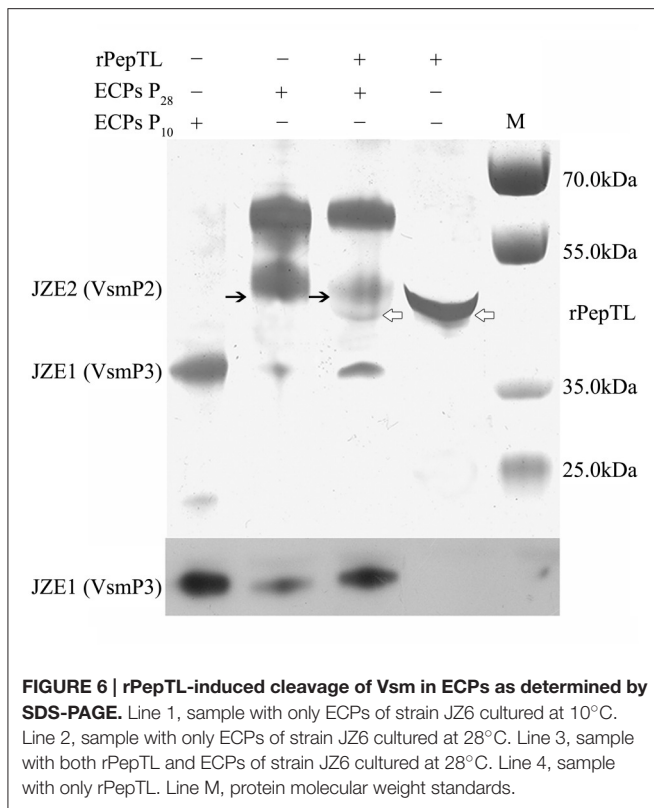 rPepTL – – + +
ECPs P28 – + + –
ECPs P10 + – – – M
70.0kDa
55.0kDa
JZE2 (VsmP2)
rPepTL
JZE1 (VsmP3)
35.0kDa
25.0kDa
JZE1 (VsmP3)
FIGURE 6 | rPepTL-induced cleavage of Vsm in ECPs as determined by
SDS-PAGE. Line 1, sample with only ECPs of strain JZ6 cultured at 10°C.
Line 2, sample with only ECPs of strain JZ6 cultured at 28°C. Line 3, sample
with both rPepTL and ECPs of strain JZ6 cultured at 28°C. Line 4, sample
with only rPepTL. Line M, protein molecular weight standards.